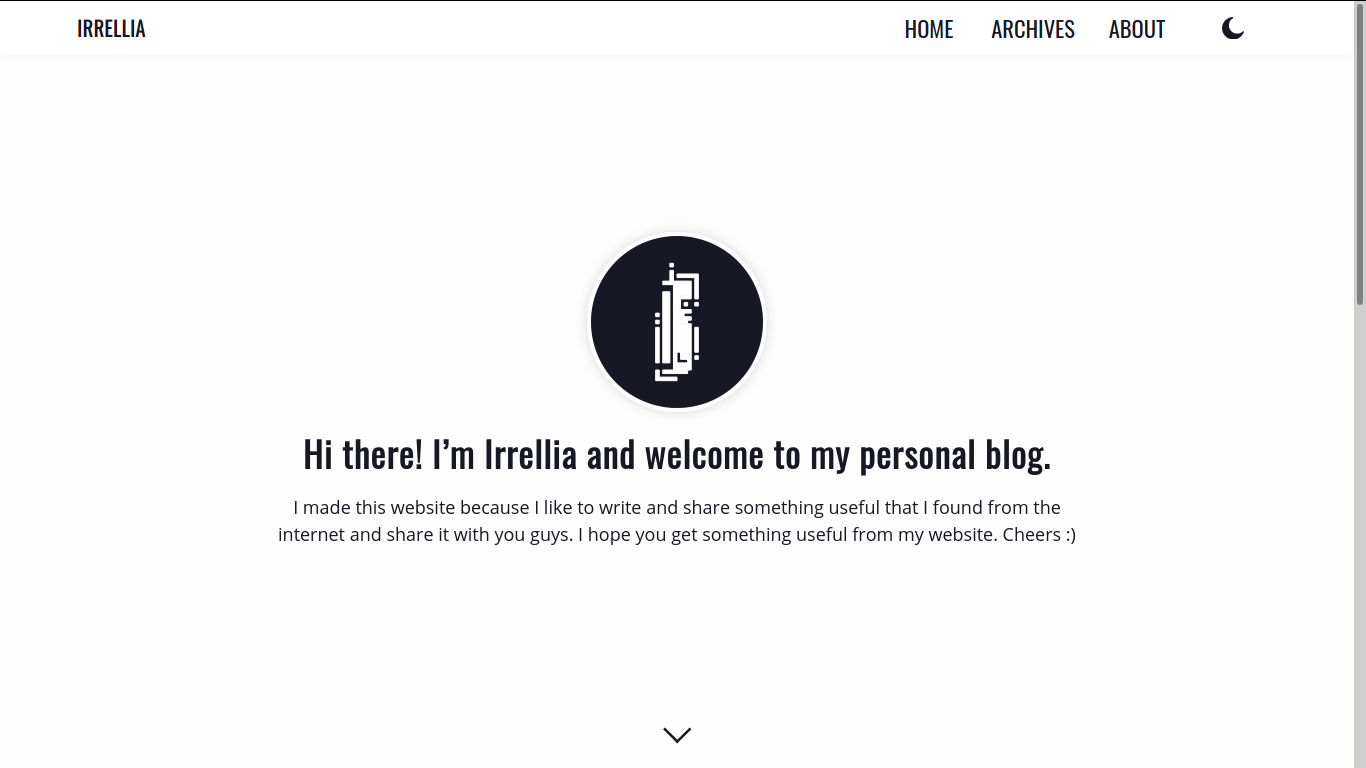 IRRELLIA
HOME ARCHIVES ABOUT
Hi there! I’m Irrellia and welcome to my personal blog.
I made this website because I like to write and share something useful that I found from the
internet and share it with you guys. I hope you get something useful from my website. Cheers :)